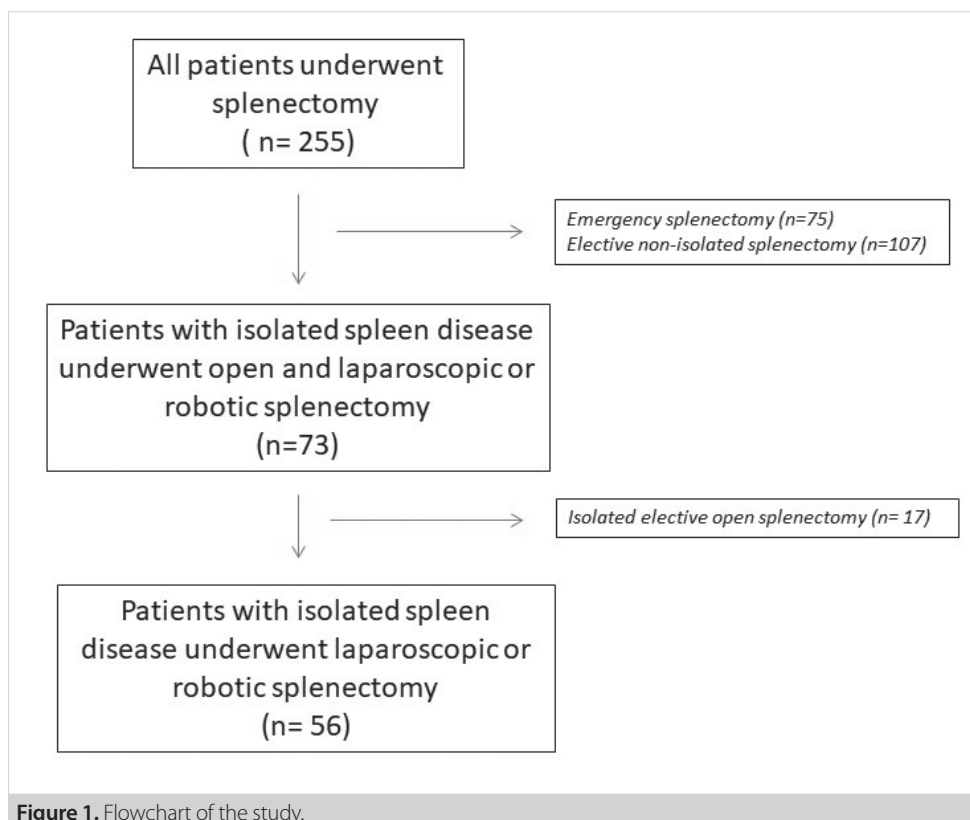 All patients underwent
splenectomy
( n= 255)
Emergency splenectomy (n=75)
Elective non-isolated splenectomy (n=107)
Patients with isolated spleen disease
underwent open and laparoscopic or
robotic splenectomy
(n=73)
Isolated elective open splenectomy (n= 17)
Patients with isolated spleen
disease underwent laparoscopic or
robotic splenectomy
(n= 56)
Figure 1. Flowchart of the study.